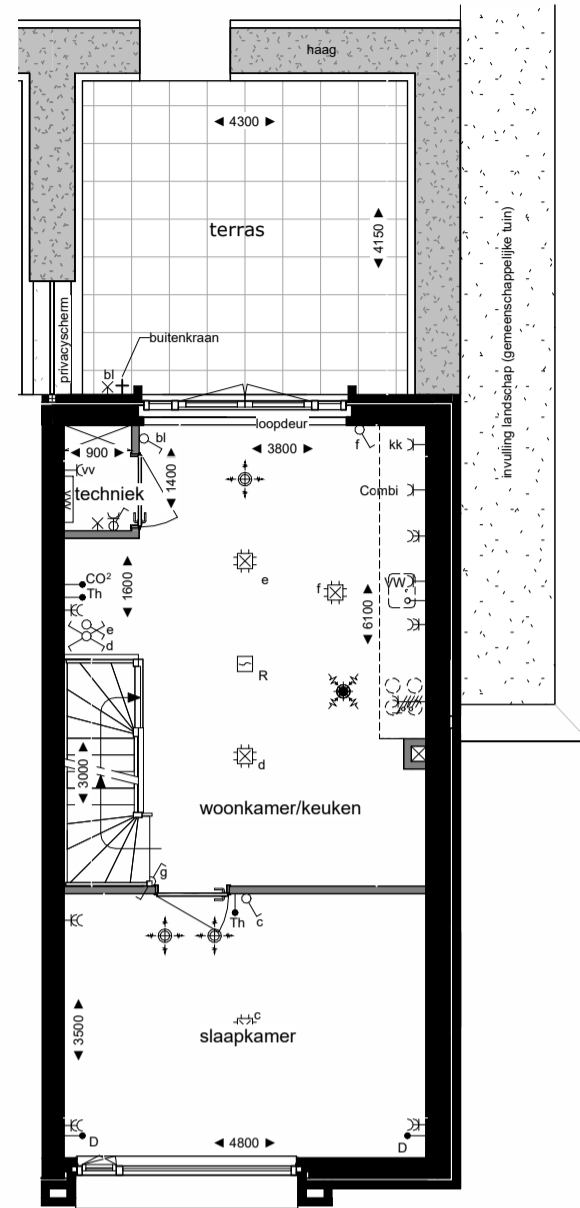 haag
4300
terras
4150
invulling landschap (gemeenschappelijke tuin)
privacyscherm
buitenkraan
bl
loopdeur
bl
900
3800
f
kk
vv
1400
techniek
Combi
CO²
Th
1600
e
f
VW
6100
e
d
R
3000
d
woonkamer/keuken
g
Th
c
c
3500
slaapkamer
D
4800
D